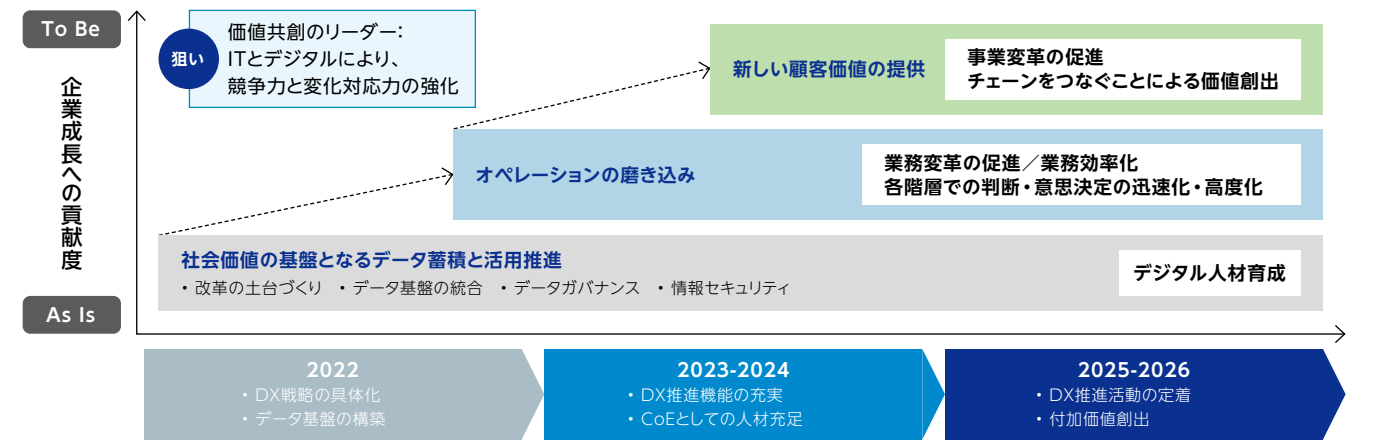 To Be
企業成長への貢献度
As Is
狙い
価値共創のリーダー：
ITとデジタルにより、
競争力と変化対応力の強化
新しい顧客価値の提供
事業変革の促進
チェーンをつなぐことによる価値創出
オペレーションの磨き込み
業務変革の促進／業務効率化
各階層での判断・意思決定の迅速化・高度化
社会価値の基盤となるデータ蓄積と活用推進
・改革の土台づくり ・データ基盤の統合 ・データガバナンス ・情報セキュリティ
デジタル人材育成
2022
・DX戦略の具体化
・データ基盤の構築
2023-2024
・DX推進機能の充実
・CoEとしての人材充足
2025-2026
・DX推進活動の定着
・付加価値創出